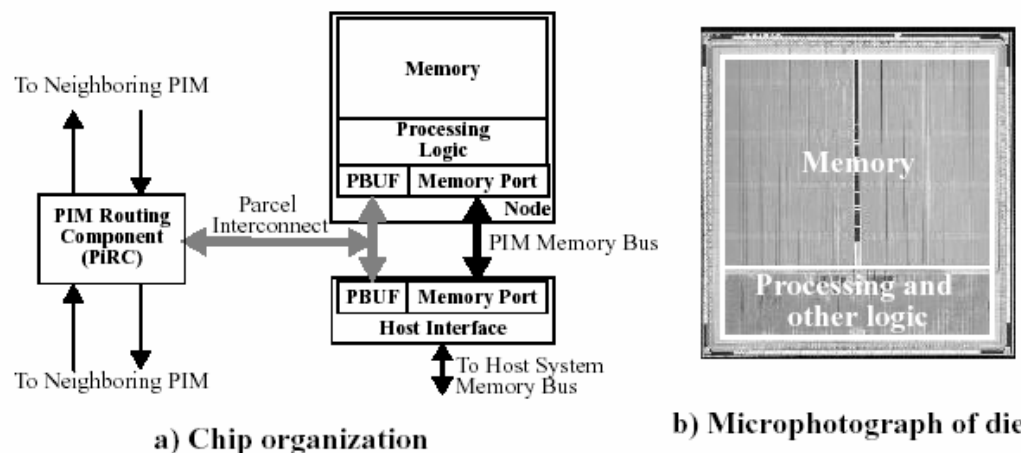 To Neighboring PIM
PIM Routing
Component
(PiRC)
To Neighboring PIM
Parcel
Interconnect
Memory
Processing
Logic
PBUF
Memory Port
Node
PIM Memory Bus
PBUF
Memory Port
Host Interface
To Host System
Memory Bus
a) Chip organization
Memory
Processing and
other logic
b) Microphotograph of die